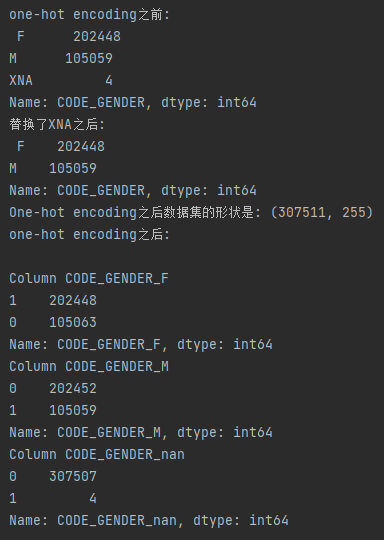 one-hot encoding之前:
 F      202448
M      105059
XNA         4
Name: CODE_GENDER, dtype: int64
替换了XNA之后:
 F    202448
M    105059
Name: CODE_GENDER, dtype: int64
One-hot encoding之后数据集的形状是: (307511, 255)
one-hot encoding之后:
Column CODE_GENDER_F
1    202448
0    105063
Name: CODE_GENDER_F, dtype: int64
Column CODE_GENDER_M
0    202452
1    105059
Name: CODE_GENDER_M, dtype: int64
Column CODE_GENDER_nan
0    307507
1         4
Name: CODE_GENDER_nan, dtype: int64